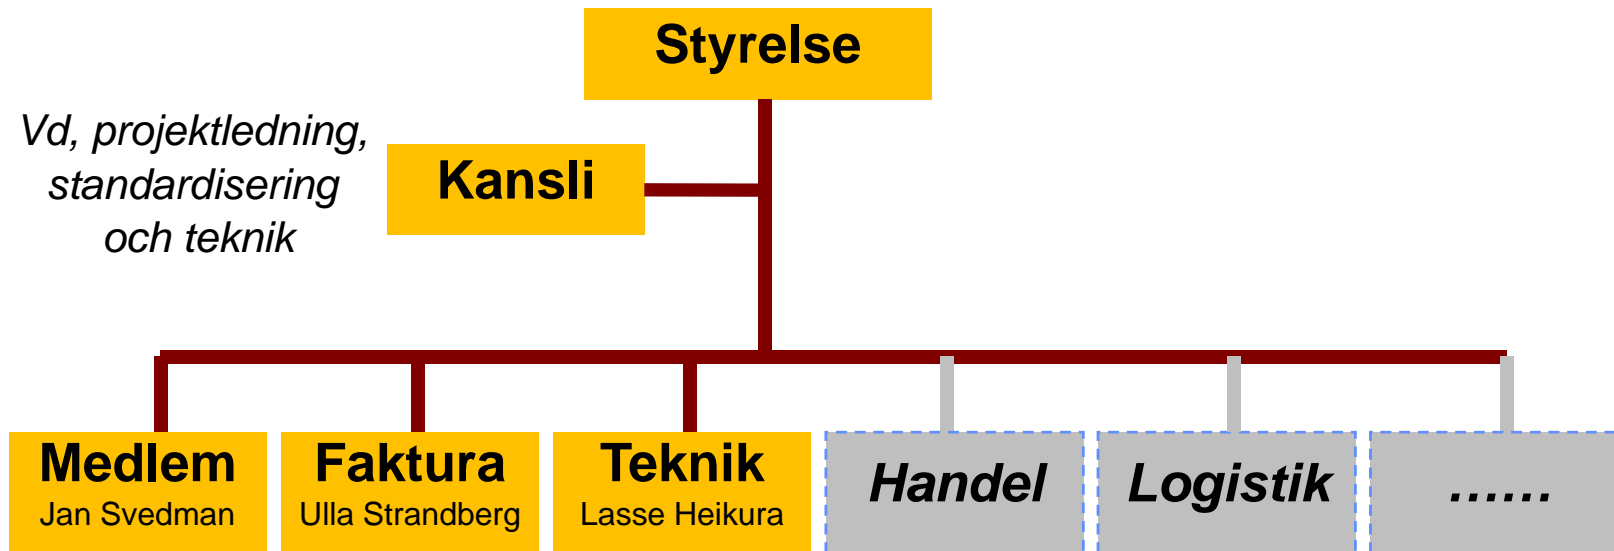 Styrelse
Vd, projektledning,
standardisering
och teknik
Kansli
Medlem
Jan Svedman
Faktura
Ulla Strandberg
Teknik
Lasse Heikura
Handel
Logistik
……